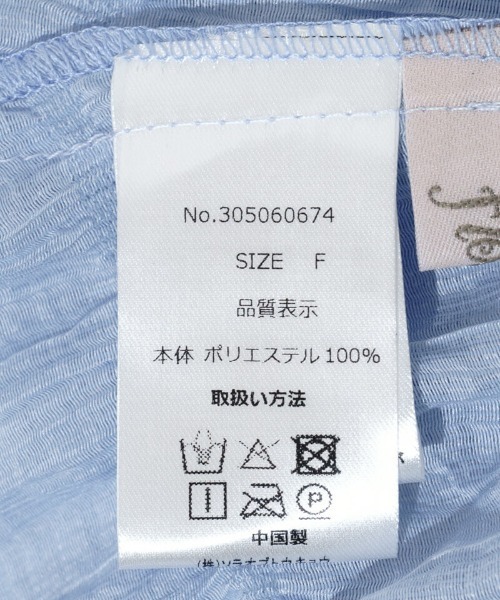 No.305060674
SIZE F
品質表示
本体 ポリエステル100%
取扱い方法
P
中国製